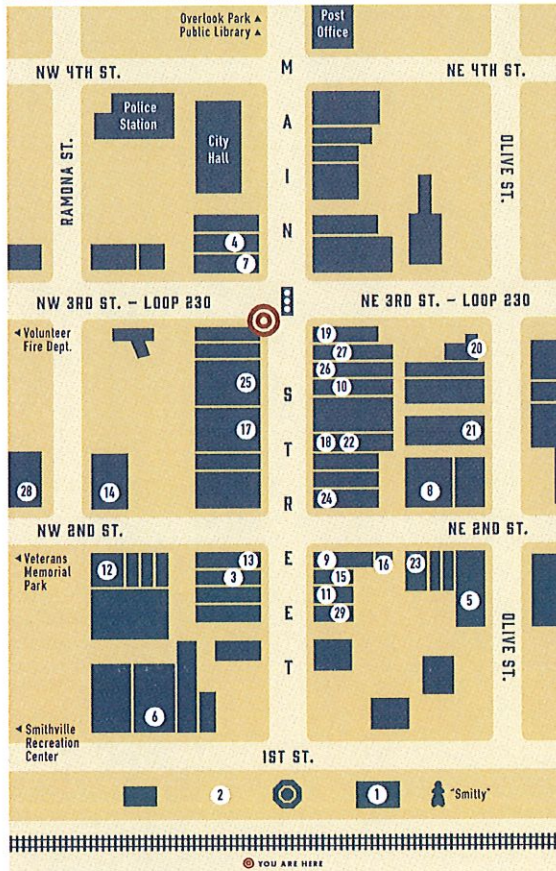 Overlook Park ▲
Public Library ▲
Post
Office
NW 4TH ST.
NE 4TH ST.
MAIN STREET
Police
Station
City
Hall
RAMONA ST.
OLIVE ST.
4
7
NW 3RD ST. – LOOP 230
NE 3RD ST. – LOOP 230
◄ Volunteer
Fire Dept.
19
27
20
26
25
10
17
18
22
21
28
14
24
8
NW 2ND ST.
NE 2ND ST.
◄ Veterans
Memorial
Park
12
13
3
9
16
23
15
11
5
29
OLIVE ST.
6
◄ Smithville
Recreation
Center
1ST ST.
2
1
"Smitty"
YOU ARE HERE